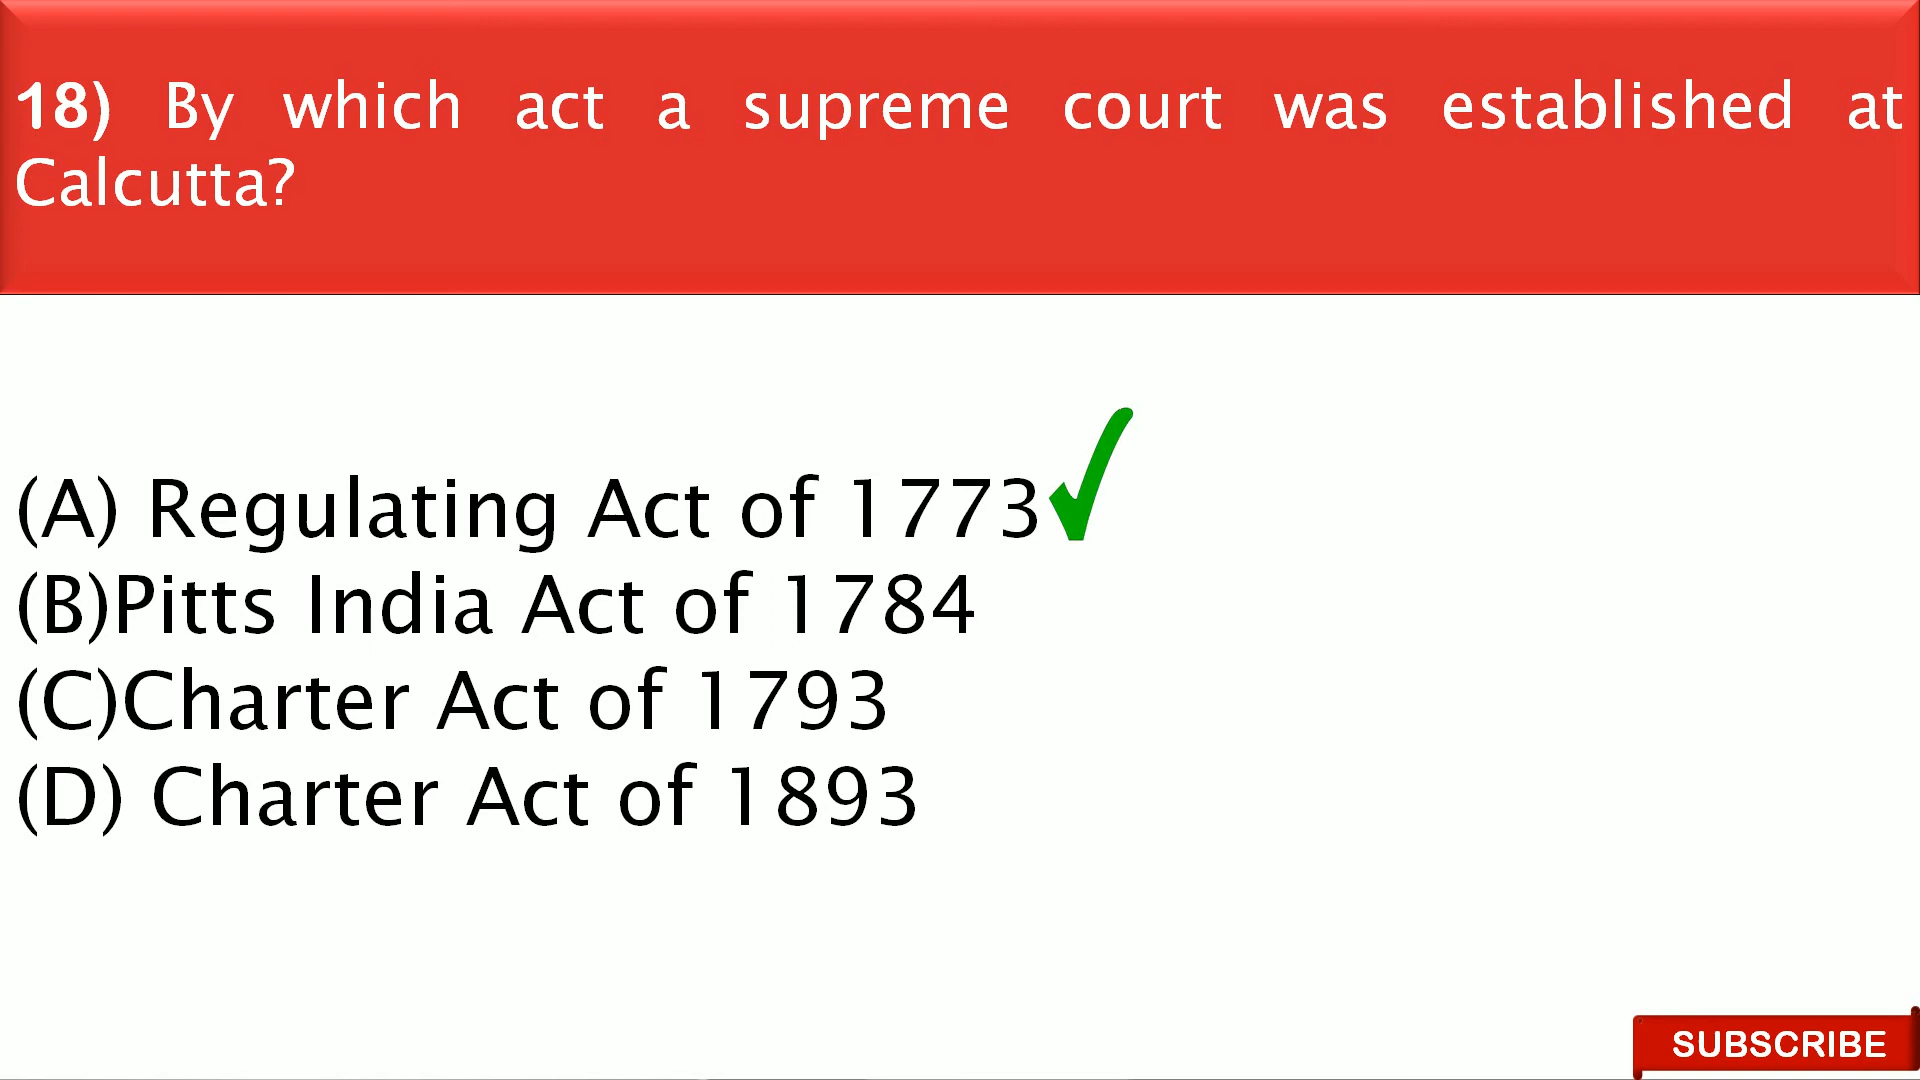 18) By which act a supreme court was established at
Calcutta?
(A) Regulating Act of 1773
(B)Pitts India Act of 1784
(C)Charter Act of 1793
(D) Charter Act of 1893
SUBSCRIBE